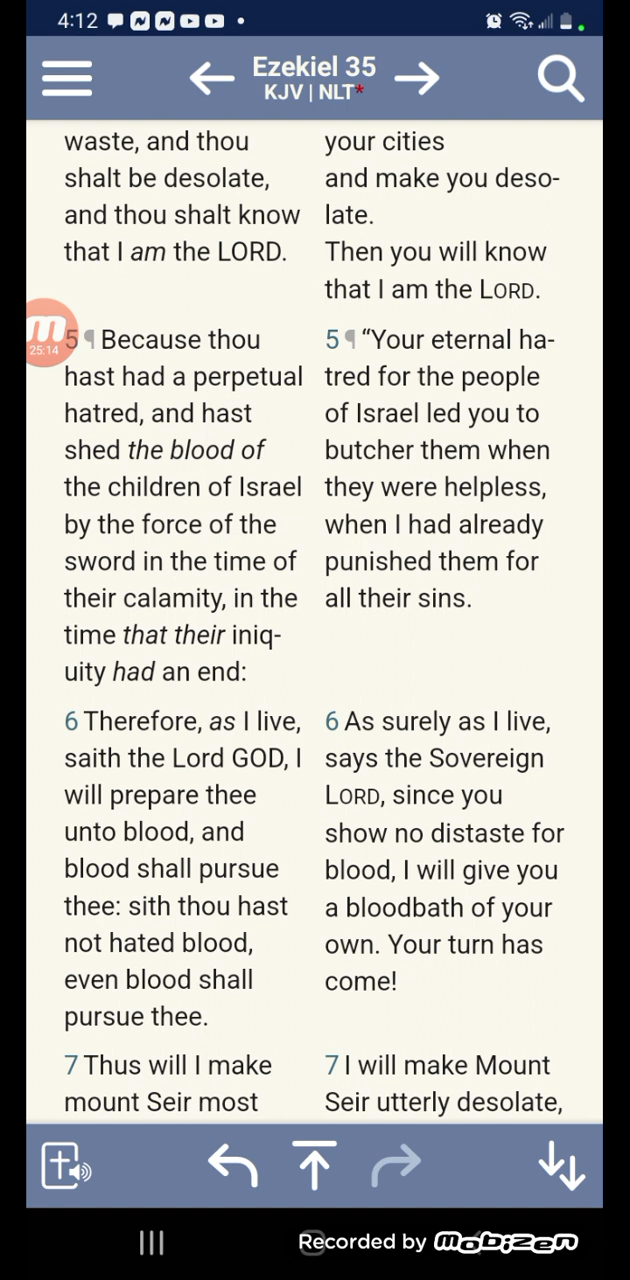 4:12
Ezekiel 35
KJV | NLT*
waste, and thou
shalt be desolate,
and thou shalt know
that I am the LORD.
5 ¶ Because thou
hast had a perpetual
hatred, and hast
shed the blood of
the children of Israel
by the force of the
sword in the time of
their calamity, in the
time that their iniq-
uity had an end:
6 Therefore, as I live,
saith the Lord GOD, I
will prepare thee
unto blood, and
blood shall pursue
thee: sith thou hast
not hated blood,
even blood shall
pursue thee.
7 Thus will I make
mount Seir most
your cities
and make you deso-
late.
Then you will know
that I am the LORD.
5 ¶ “Your eternal ha-
tred for the people
of Israel led you to
butcher them when
they were helpless,
when I had already
punished them for
all their sins.
6 As surely as I live,
says the Sovereign
LORD, since you
show no distaste for
blood, I will give you
a bloodbath of your
own. Your turn has
come!
7 I will make Mount
Seir utterly desolate,
m
25:14
Recorded by mobizen